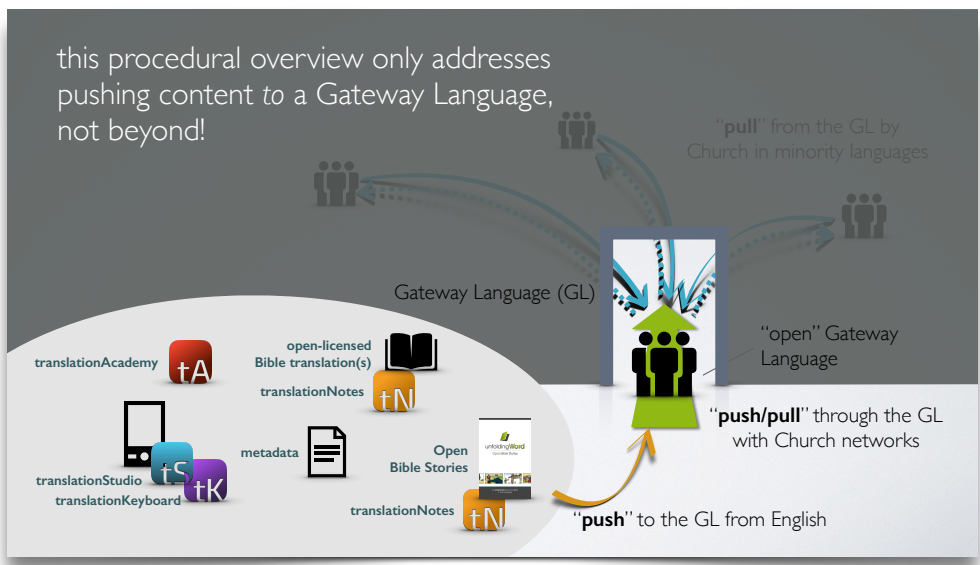 this procedural overview only addresses
pushing content to a Gateway Language,
not beyond!
"pull" from the GL by
Church in minority languages
Gateway Language (GL)
"open" Gateway
Language
translationAcademy
tA
open-licensed
Bible translation(s)
translationNotes
tN
"push/pull" through the GL
with Church networks
metadata
Open
Bible Stories
unfoldingWord
translationStudio
tS
translationKeyboard
tK
translationNotes
tN
"push" to the GL from English